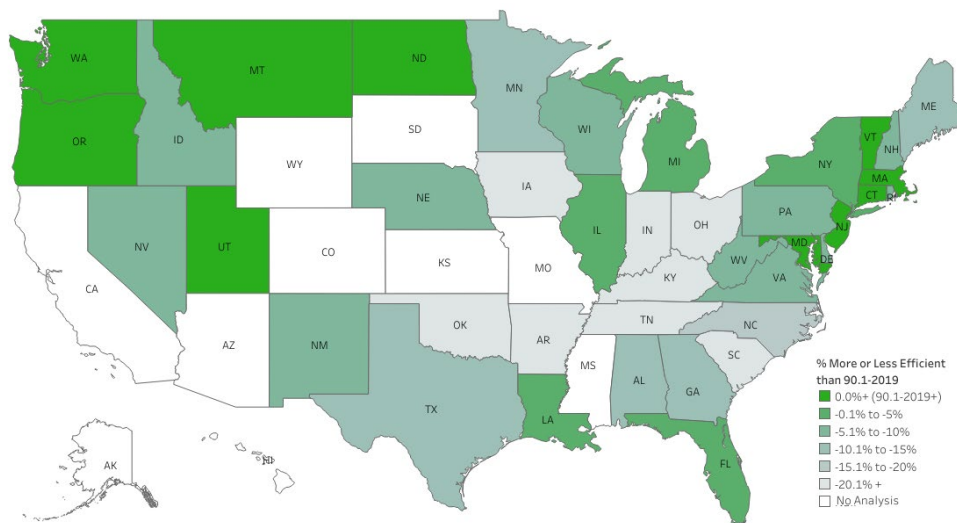 WA
MT
ND
MN
ME
OR
ID
SD
WI
VT
NH
WY
MI
NY
MA
CT
RI
NE
IA
PA
NJ
NV
UT
CO
KS
MO
IL
IN
OH
MD
DE
WV
VA
KY
CA
AZ
NM
OK
AR
TN
NC
SC
MS
AL
GA
TX
LA
FL
AK
HI
% More or Less Efficient
than 90.1-2019
0.0%+ (90.1-2019+)
-0.1% to -5%
-5.1% to -10%
-10.1% to -15%
-15.1% to -20%
-20.1% +
No Analysis